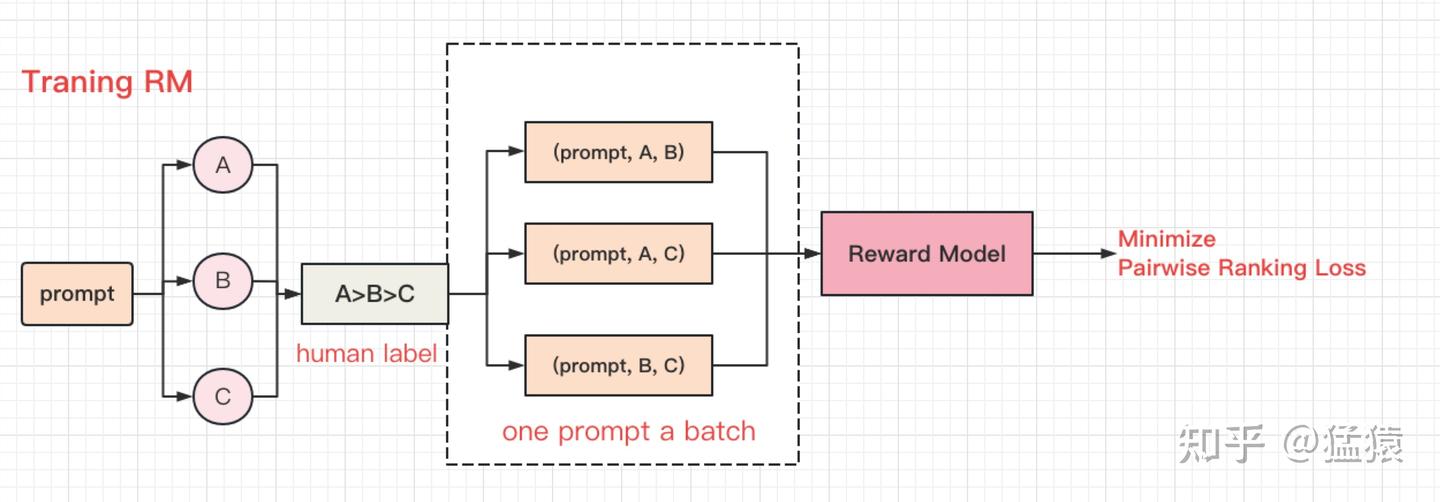 Traning RM
prompt
A
B
C
A>B>C
human label
(prompt, A, B)
(prompt, A, C)
(prompt, B, C)
one prompt a batch
Reward Model
Minimize
Pairwise Ranking Loss
知乎 @猛猿